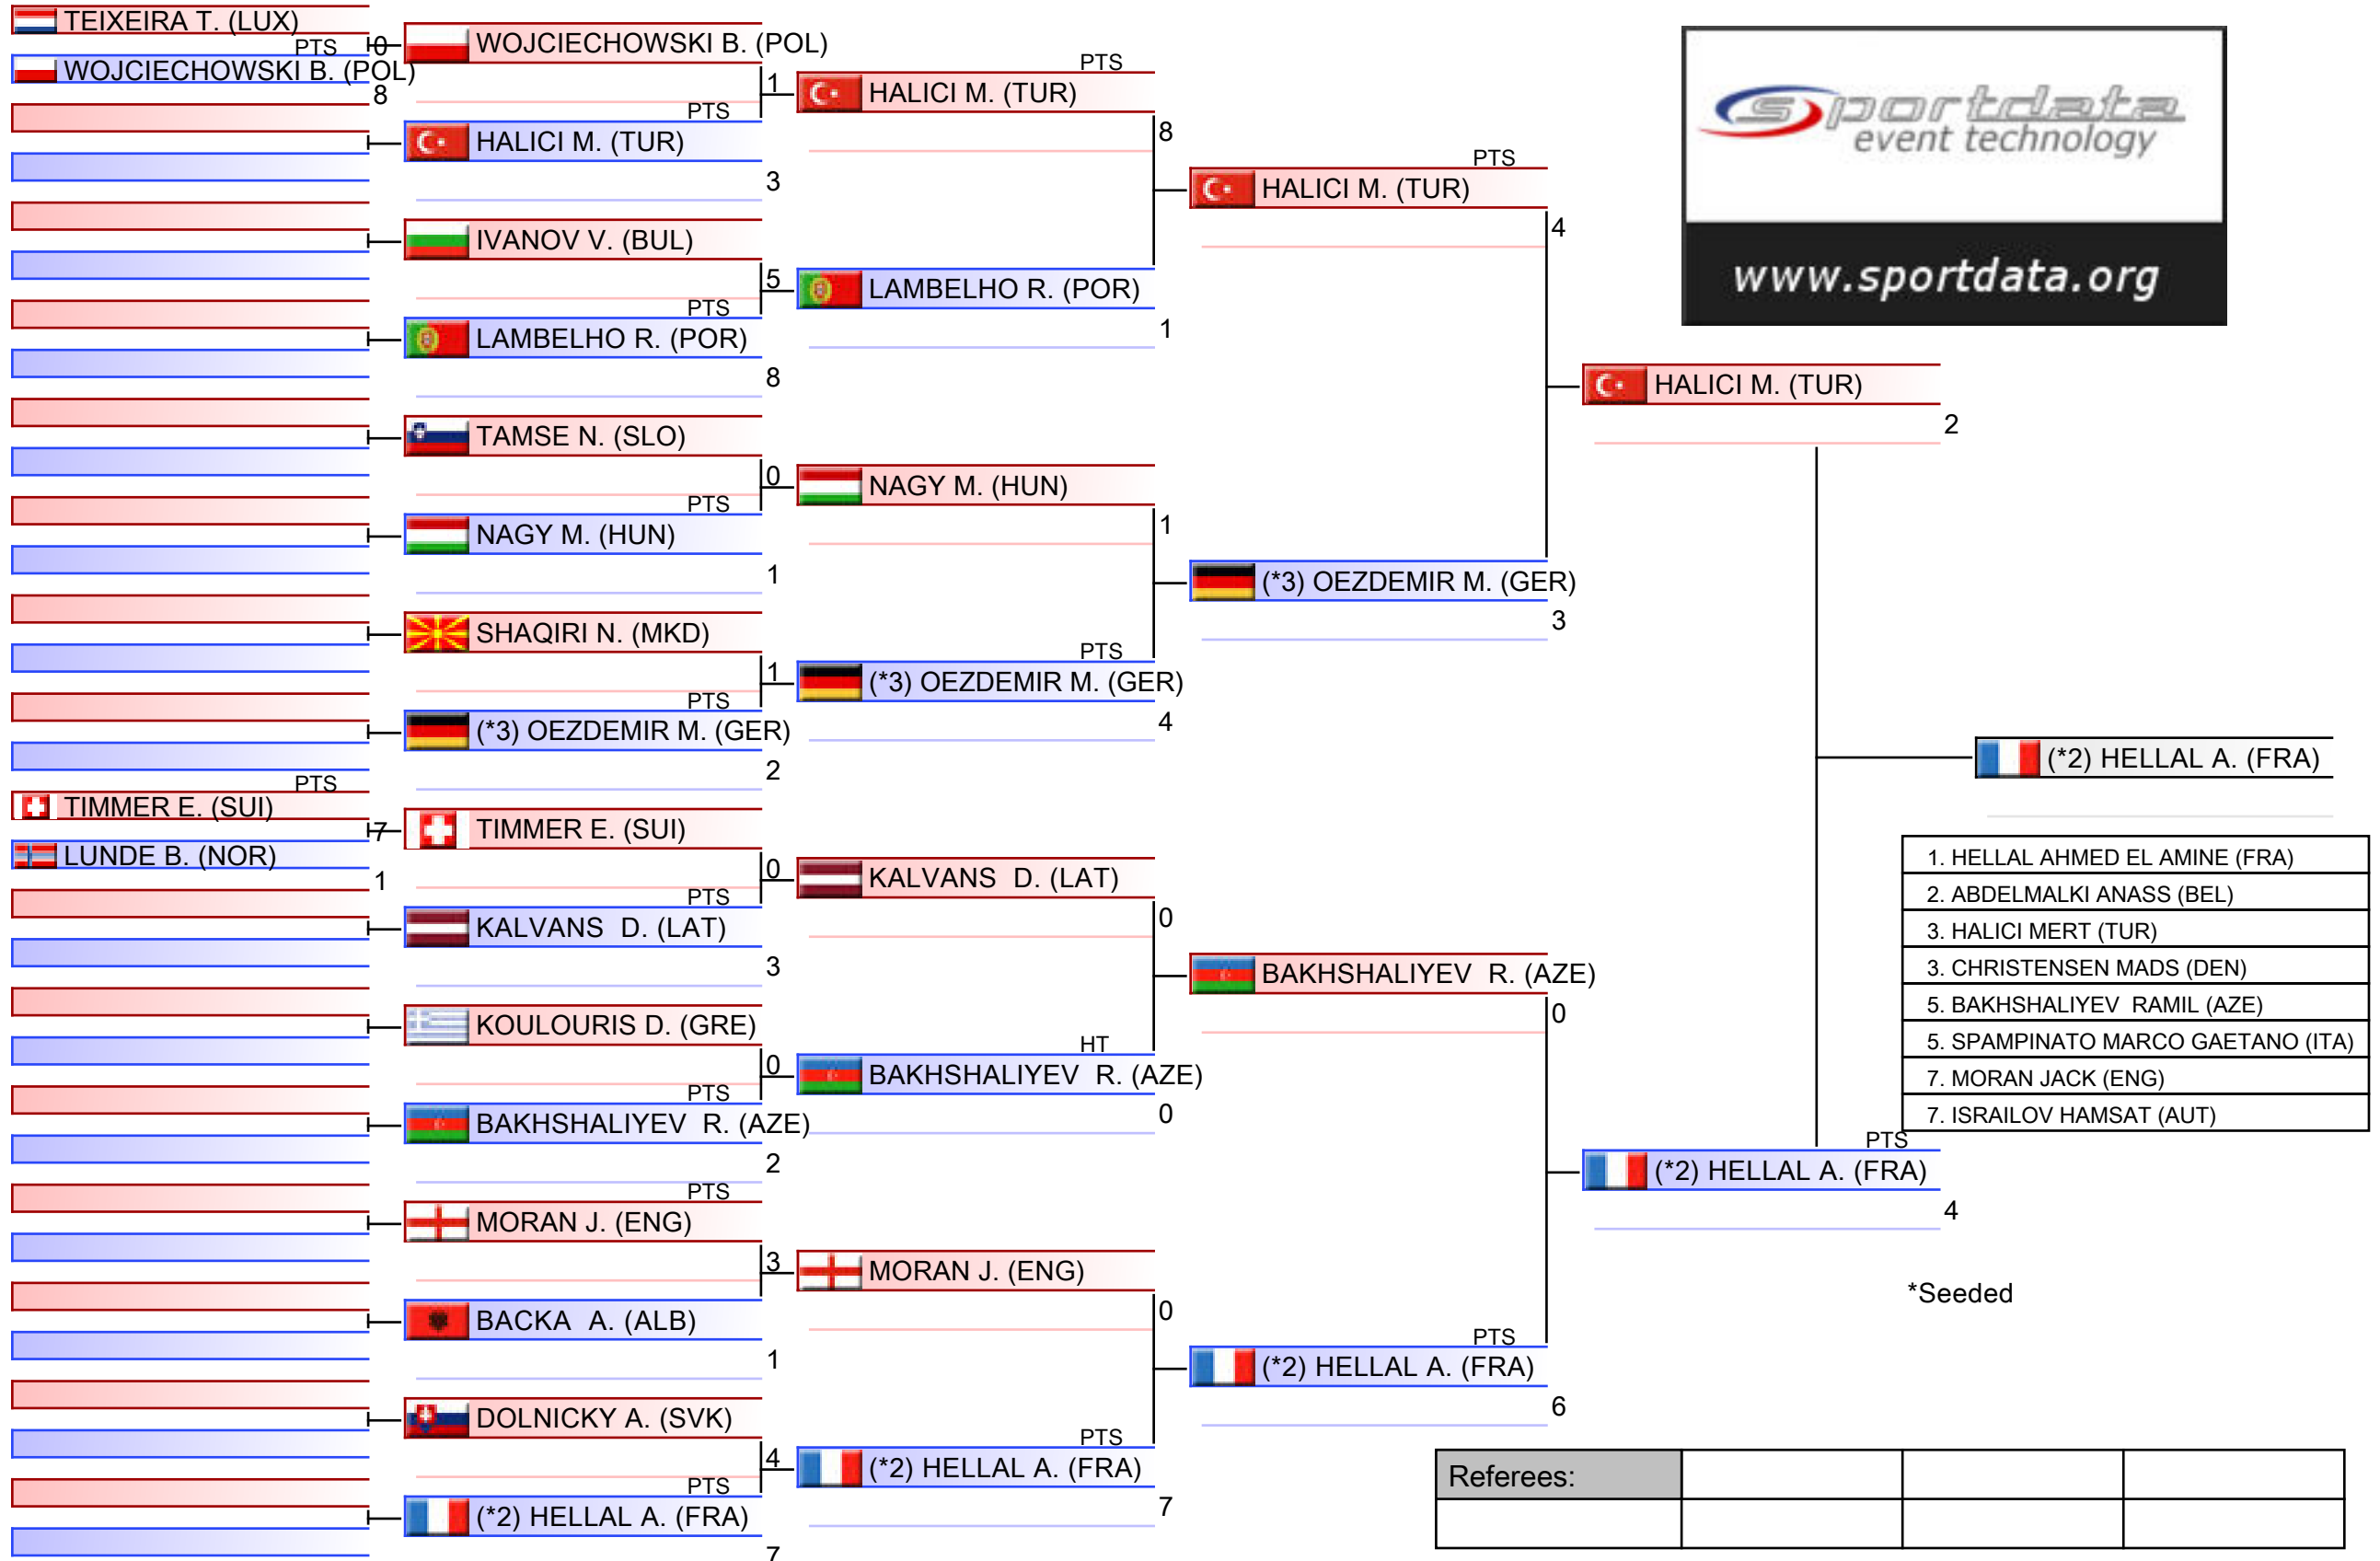 TEIXEIRA T. (LUX)
PTS 0
WOJCIECHOWSKI B. (POL)
8
TIMMER E. (SUI)
PTS 7
LUNDE B. (NOR)
1
WOJCIECHOWSKI B. (POL)
1
PTS
HALICI M. (TUR)
3
IVANOV V. (BUL)
5
PTS
LAMBELHO R. (POR)
8
TAMSE N. (SLO)
0
PTS
NAGY M. (HUN)
1
SHAQIRI N. (MKD)
1
PTS
(*3) OEZDEMIR M. (GER)
2
TIMMER E. (SUI)
0
PTS
KALVANS D. (LAT)
3
KOULOURIS D. (GRE)
0
PTS
BAKHSHALIYEV R. (AZE)
2
PTS
MORAN J. (ENG)
3
BACKA A. (ALB)
1
DOLNICKY A. (SVK)
4
PTS
(*2) HELLAL A. (FRA)
7
PTS
HALICI M. (TUR)
8
LAMBELHO R. (POR)
1
NAGY M. (HUN)
1
PTS
(*3) OEZDEMIR M. (GER)
4
KALVANS D. (LAT)
0
HT
BAKHSHALIYEV R. (AZE)
0
MORAN J. (ENG)
0
PTS
(*2) HELLAL A. (FRA)
7
PTS
HALICI M. (TUR)
4
(*3) OEZDEMIR M. (GER)
3
BAKHSHALIYEV R. (AZE)
0
PTS
(*2) HELLAL A. (FRA)
6
HALICI M. (TUR)
2
PTS
(*2) HELLAL A. (FRA)
4
(*2) HELLAL A. (FRA)
sportdata
event technology
www.sportdata.org
1. HELLAL AHMED EL AMINE (FRA)
2. ABDELMALKI ANASS (BEL)
3. HALICI MERT (TUR)
3. CHRISTENSEN MADS (DEN)
5. BAKHSHALIYEV RAMIL (AZE)
5. SPAMPINATO MARCO GAETANO (ITA)
7. MORAN JACK (ENG)
7. ISRAILOV HAMSAT (AUT)
*Seeded
Referees: